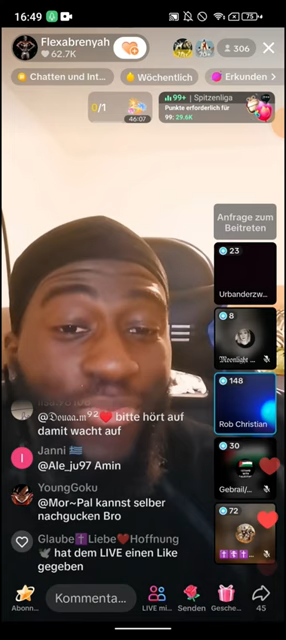 16:49
75
Flexabrenyah
62.7K
306
Chatten und Int...
Wöchentlich
Erkunden
0/1
46:07
99+ | Spitzenliga
Punkte erforderlich für
99: 29.6K
Anfrage zum
Beitreten
23
Urbanderzw...
8
𝔐𝔬𝔬𝔫𝔩𝔦𝔤𝔥𝔱 ...
148
Rob Christian
30
Gebrail/...
72
✝️✝️✝️...
@𝔇𝔬𝔲𝔞𝔞.𝔪⁹²❤️ bitte hört auf
damit wacht auf
I
Janni 🇬🇷
@Ale_ju97 Amin
YoungGoku
@Mor~Pal kannst selber
nachgucken Bro
Glaube✝️Liebe❤️Hoffnung
🕊️ hat dem LIVE einen Like
gegeben
Abonn...
Kommenta...
LIVE mi...
Senden
Gesche...
45